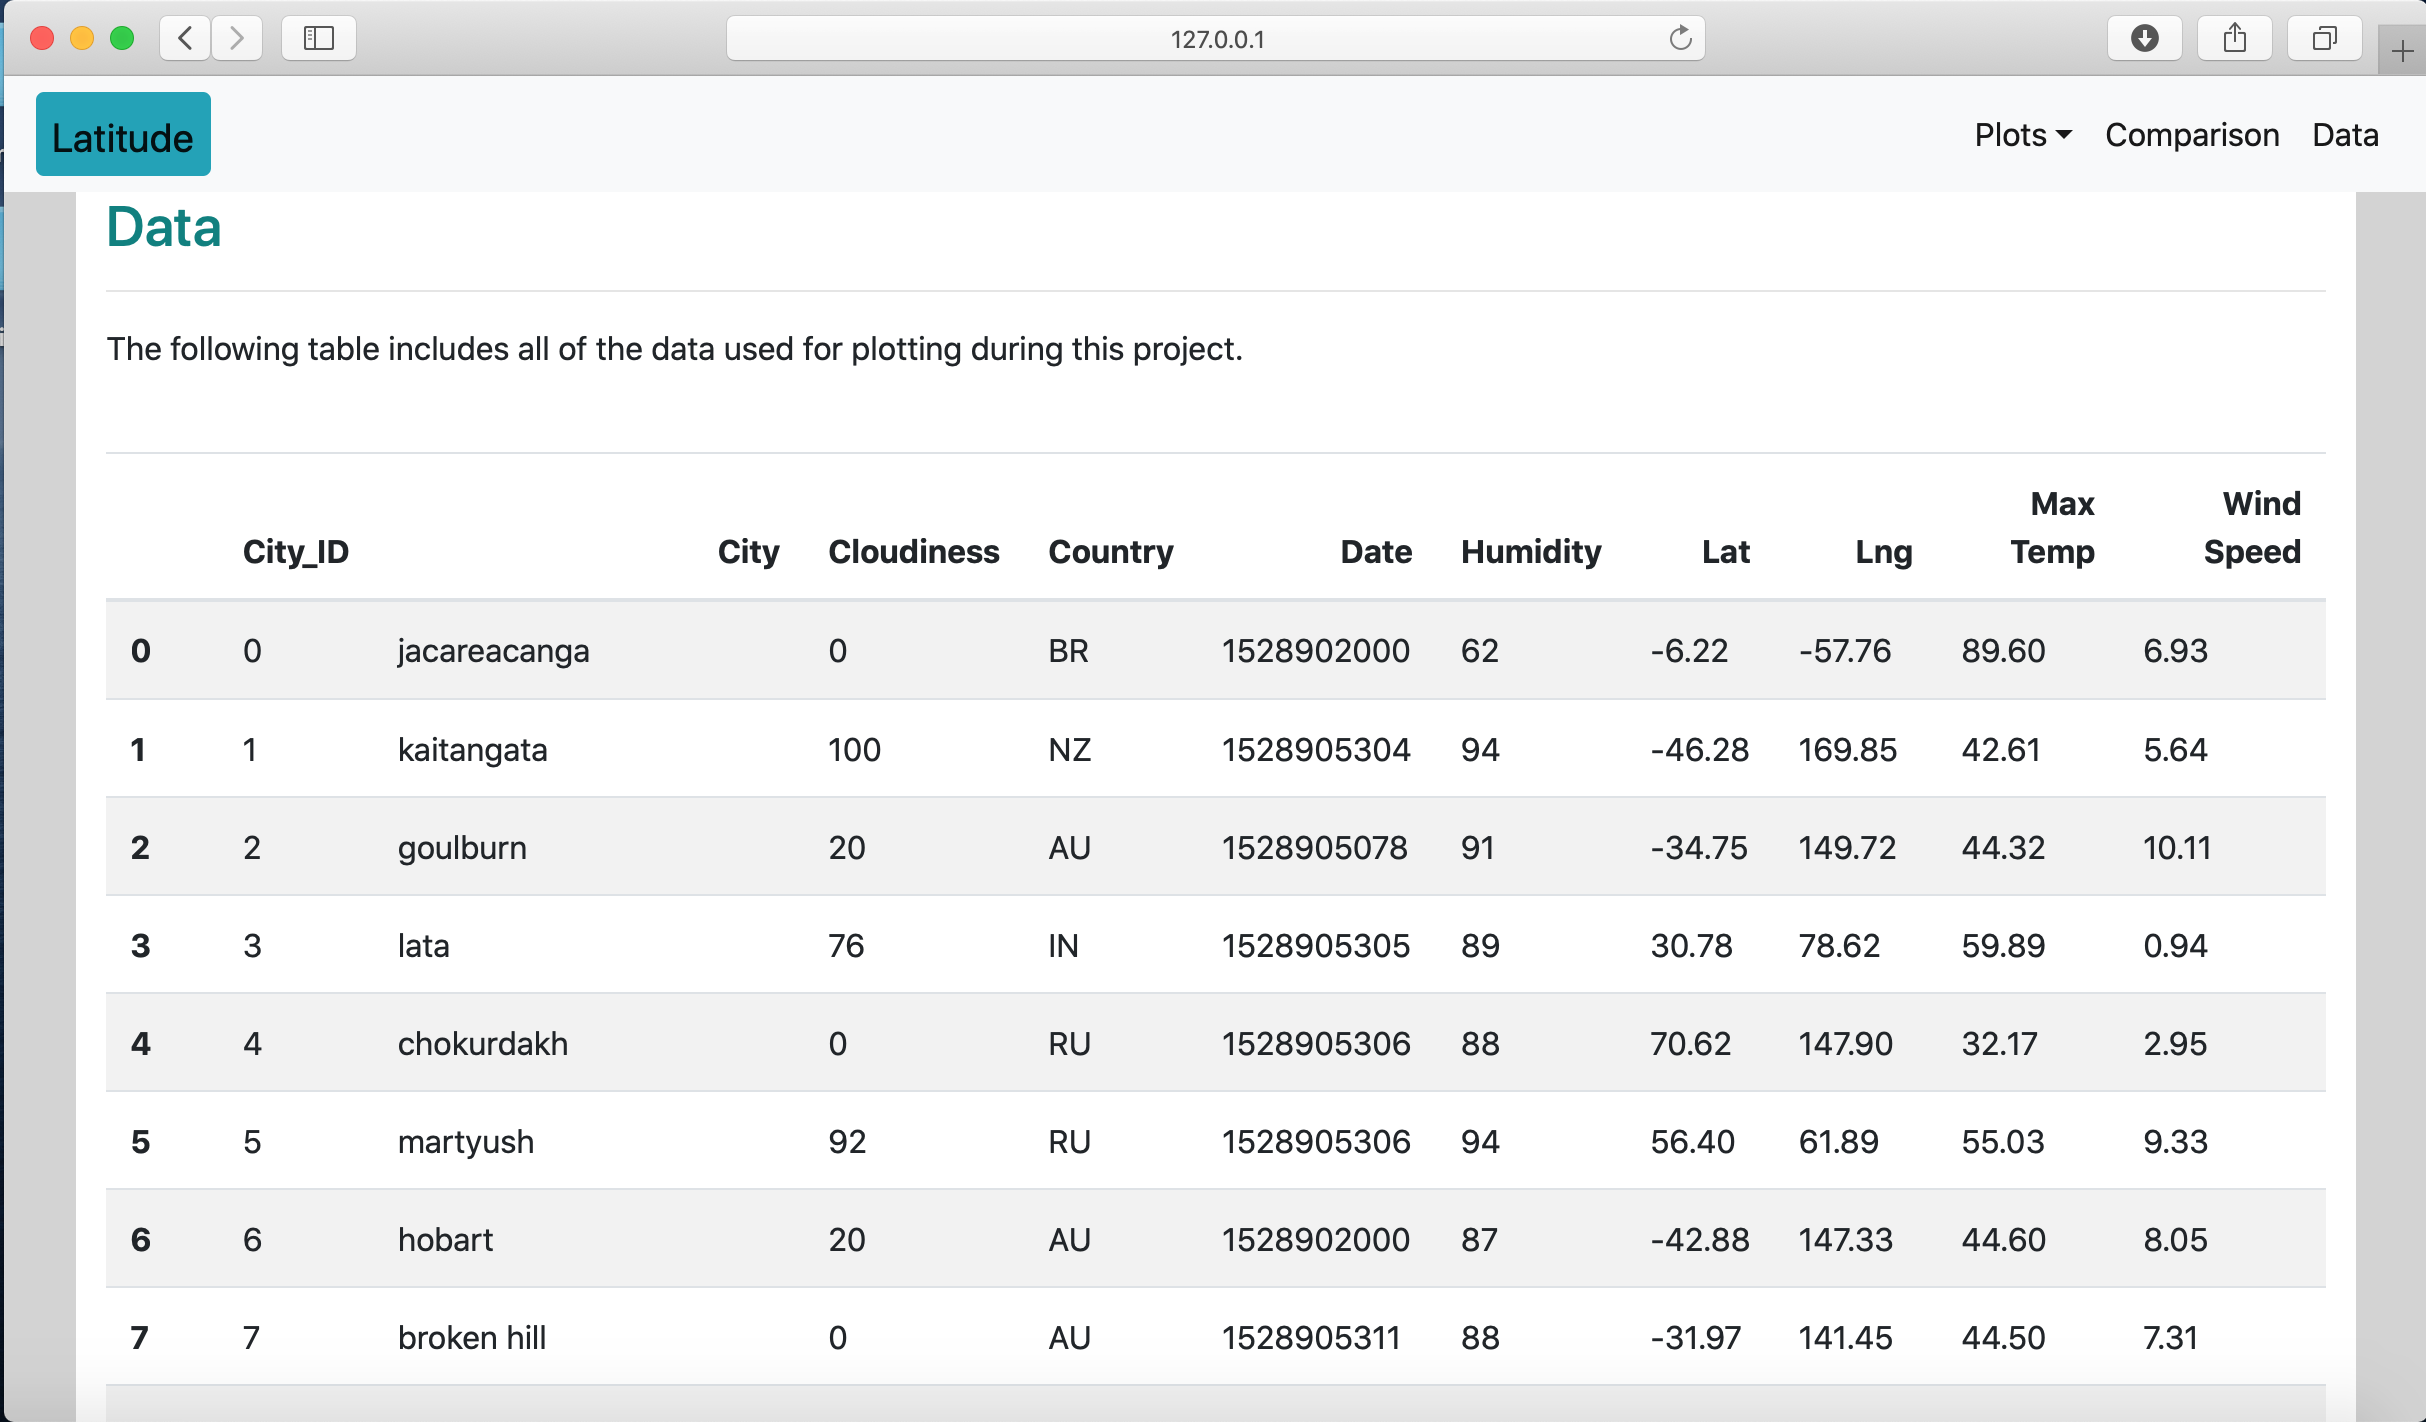 127.0.0.1
Latitude Plots Comparison Data
Data
The following table includes all of the data used for plotting during this project.
City_ID City Cloudiness Country Date Humidity Lat Lng Max Temp Wind Speed
0 0 jacareacanga 0 BR 1528902000 62 -6.22 -57.76 89.60 6.93
1 1 kaitangata 100 NZ 1528905304 94 -46.28 169.85 42.61 5.64
2 2 goulburn 20 AU 1528905078 91 -34.75 149.72 44.32 10.11
3 3 lata 76 IN 1528905305 89 30.78 78.62 59.89 0.94
4 4 chokurdakh 0 RU 1528905306 88 70.62 147.90 32.17 2.95
5 5 martyush 92 RU 1528905306 94 56.40 61.89 55.03 9.33
6 6 hobart 20 AU 1528902000 87 -42.88 147.33 44.60 8.05
7 7 broken hill 0 AU 1528905311 88 -31.97 141.45 44.50 7.31